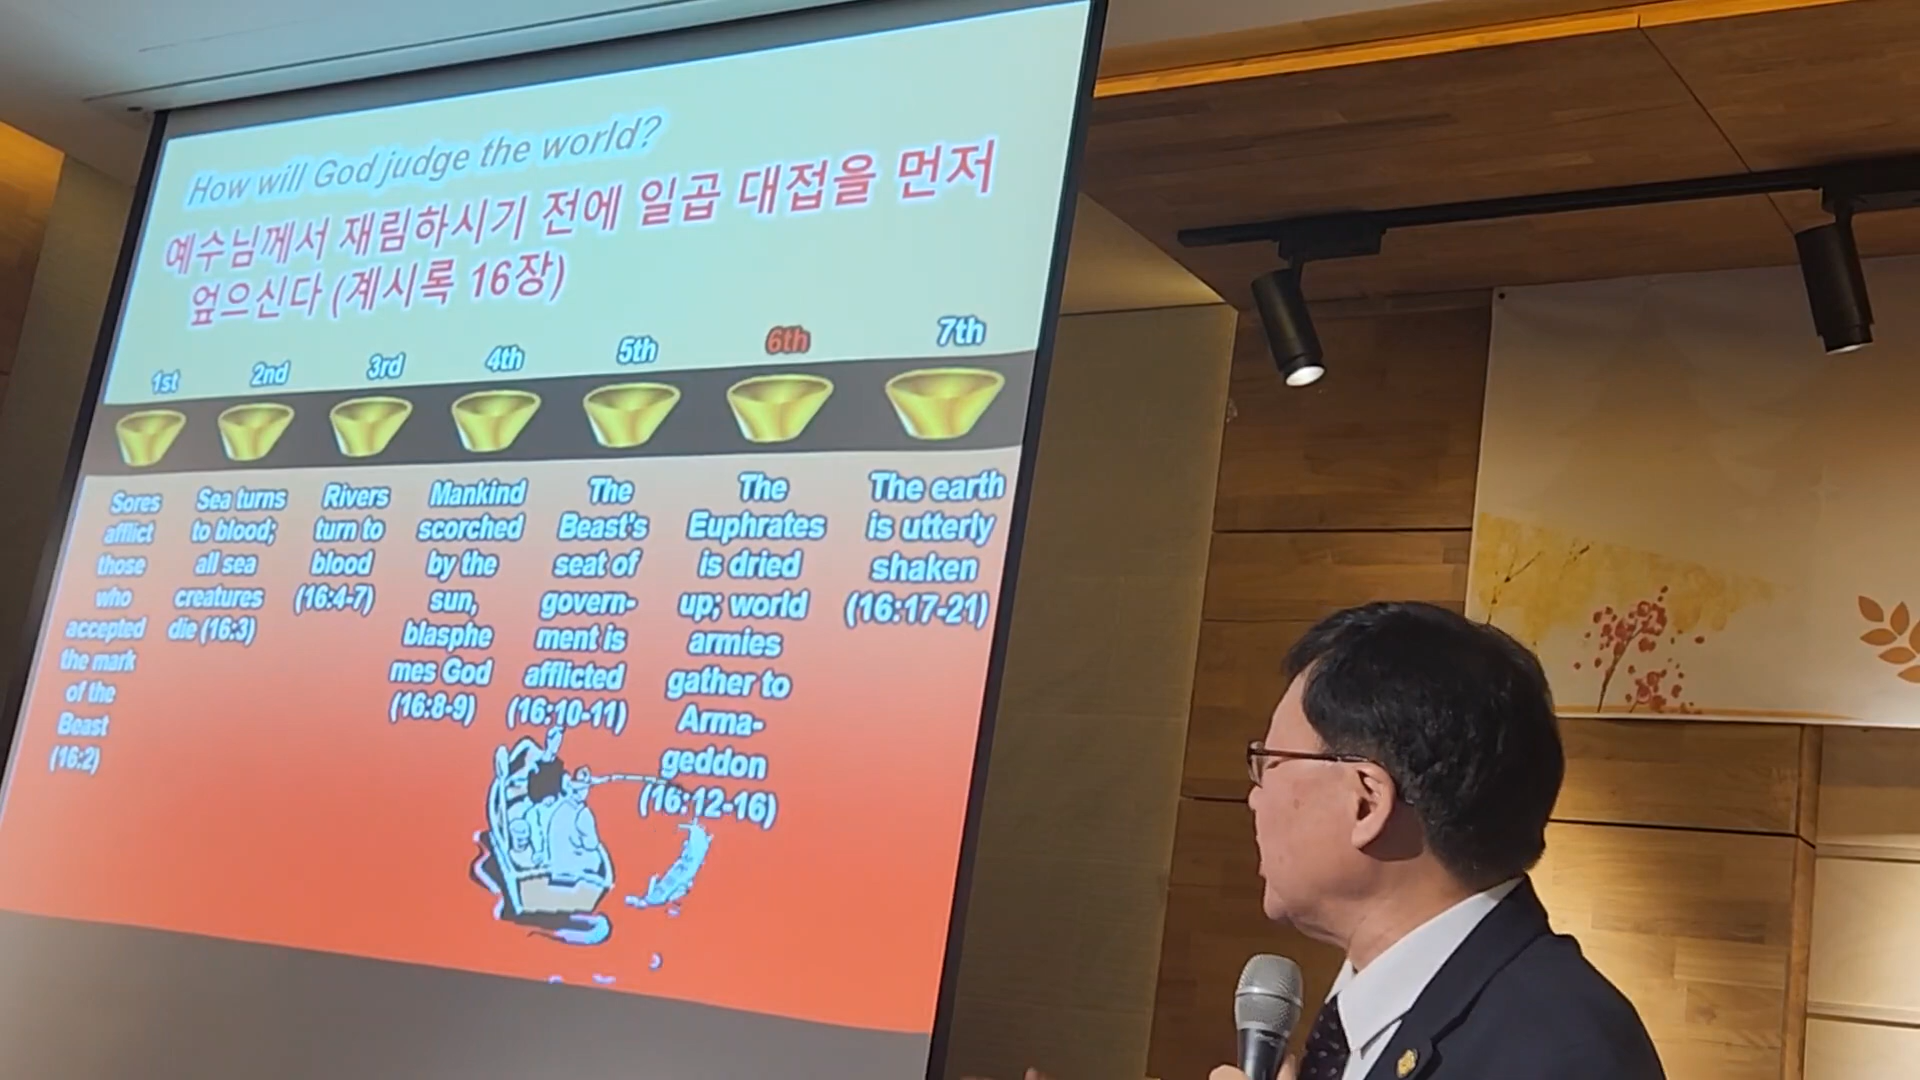 How will God judge the world?
예수님께서 재림하시기 전에 일곱 대접을 먼저
엎으신다 (계시록 16장)
1st
2nd
3rd
4th
5th
6th
7th
Sores
afflict
those
who
accepted
the mark
of the
Beast
(16:2)
Sea turns
to blood;
all sea
creatures
die (16:3)
Rivers
turn to
blood
(16:4-7)
Mankind
scorched
by the
sun,
blasphe
mes God
(16:8-9)
The
Beast's
seat of
govern-
ment is
afflicted
(16:10-11)
The
Euphrates
is dried
up; world
armies
gather to
Arma-
geddon
(16:12-16)
The earth
is utterly
shaken
(16:17-21)